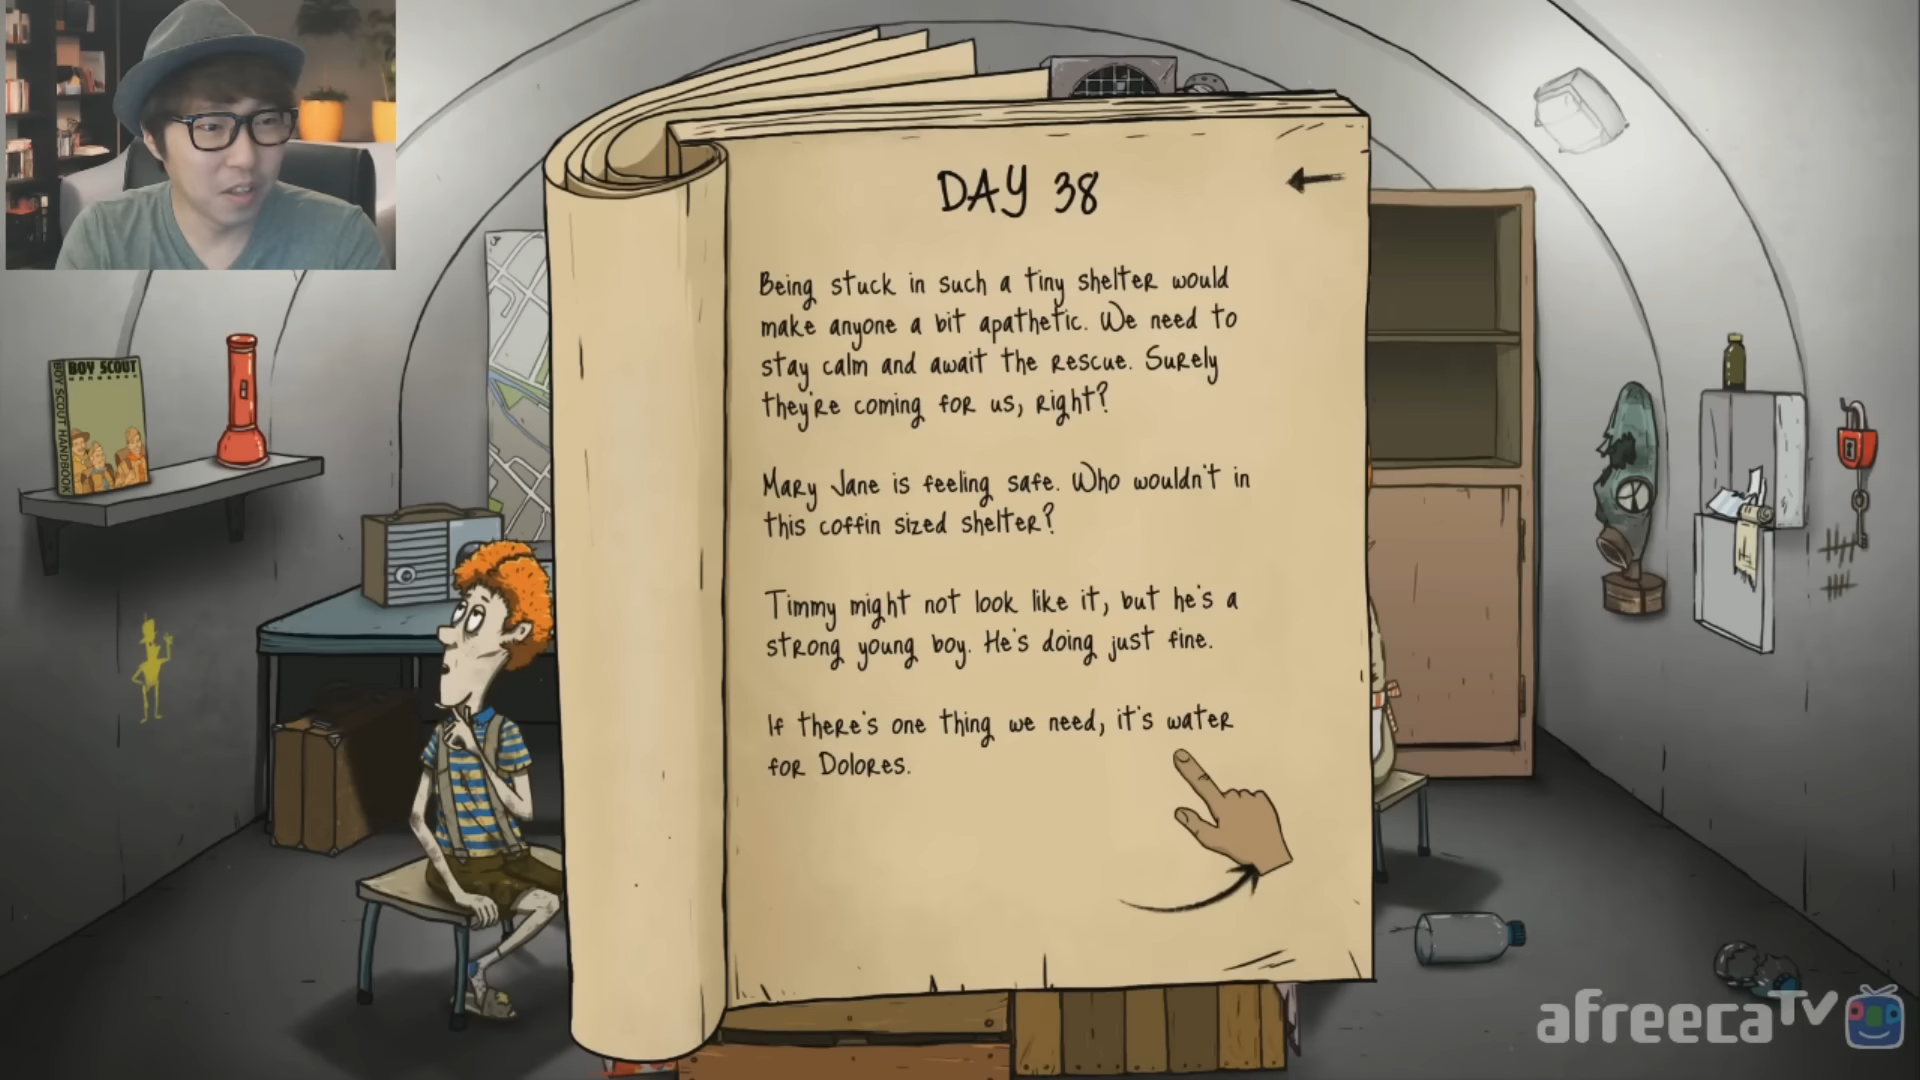 DAY 38
Being stuck in such a tiny shelter would
make anyone a bit apathetic. We need to
stay calm and await the rescue. Surely
they're coming for us, right?
Mary Jane is feeling safe. Who wouldn't in
this coffin sized shelter?
Timmy might not look like it, but he's a
strong young boy. He's doing just fine.
If there's one thing we need, it's water
for Dolores.
BOY SCOUT
HANDBOOK
BOY SCOUT HANDBOOK
afreecaTV